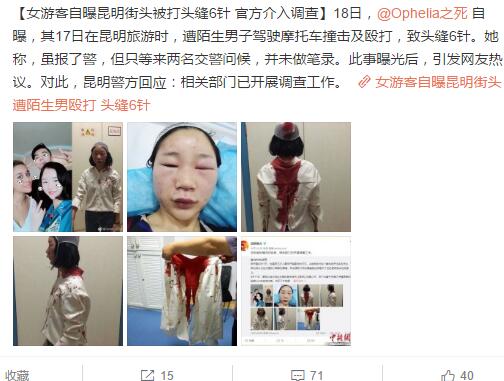 【女游客自曝昆明街头被打头缝6针 官方介入调查】18日，@Ophelia之死 自
曝，其17日在昆明旅游时，遭陌生男子驾驶摩托车撞击及殴打，致头缝6针。她
称，虽报了警，但只等来两名交警问候，并未做笔录。此事曝光后，引发网友热
议。对此，昆明警方回应：相关部门已开展调查工作。 女游客自曝昆明街头
遭陌生男殴打 头缝6针
中新网
收藏 15 71 40